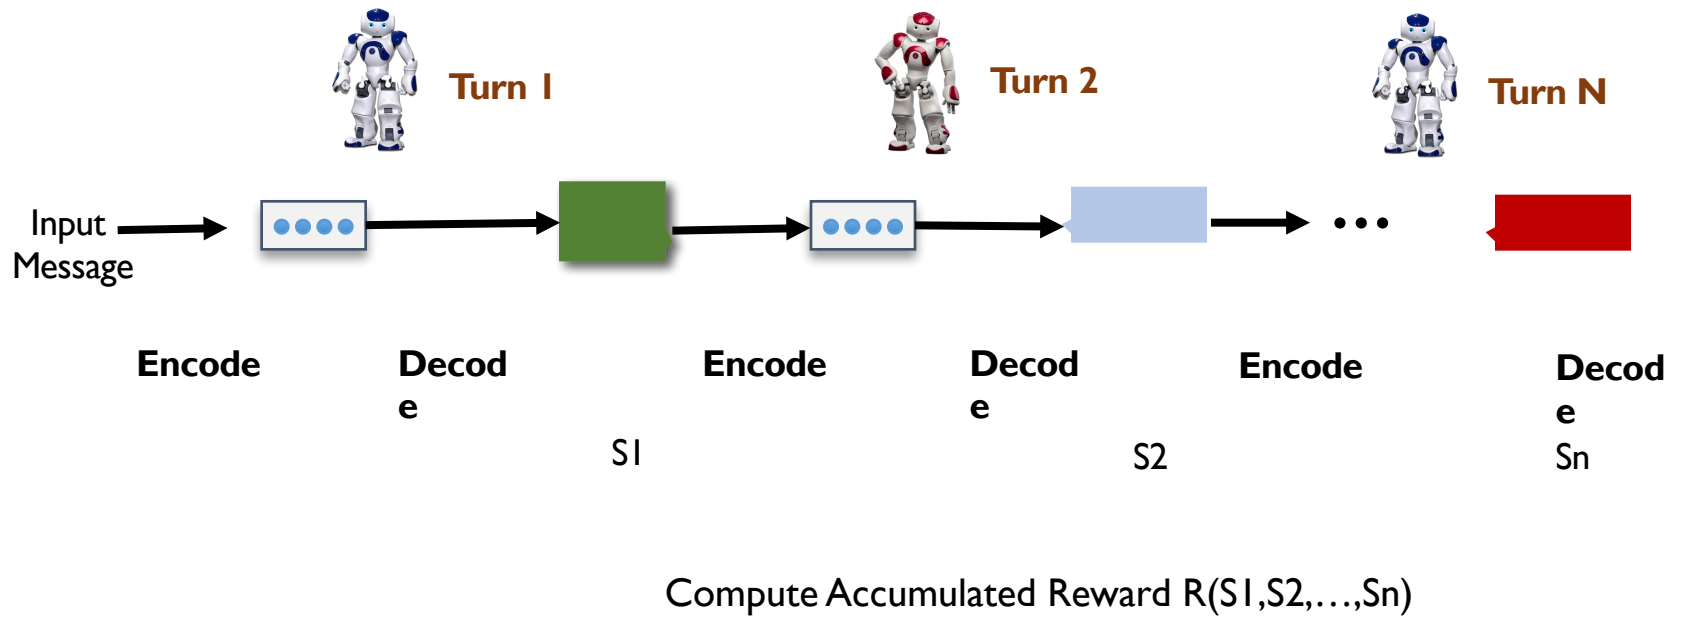 Turn 1
Turn 2
Turn N
Input
Message
Encode
Decod
e
Encode
Decod
e
Encode
Decod
e
S1
S2
Sn
Compute Accumulated Reward R(S1,S2,...,Sn)